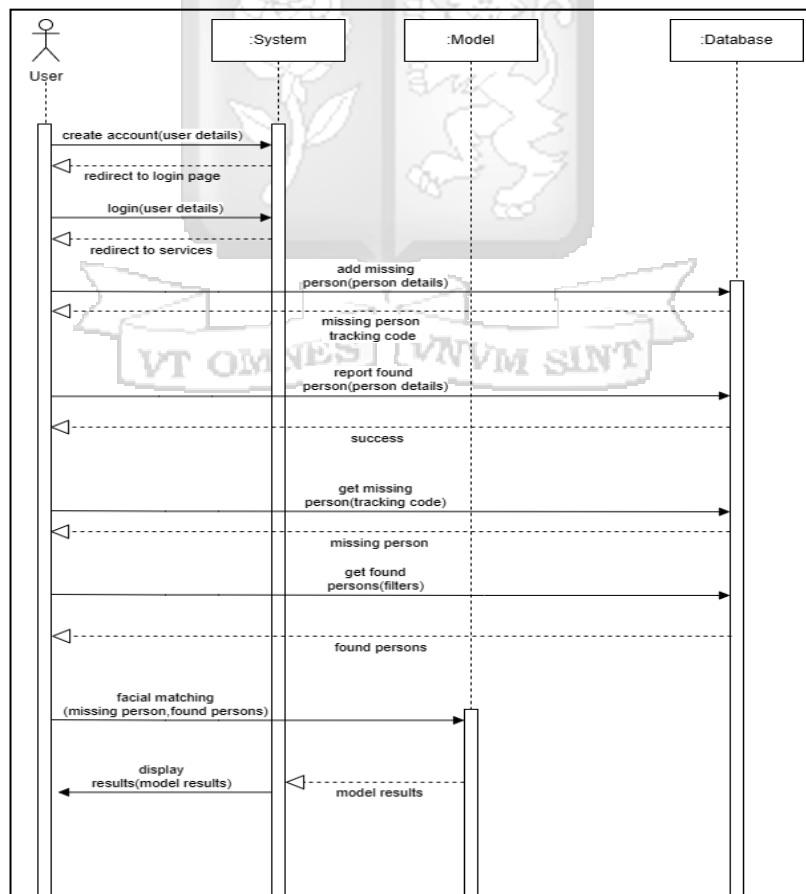 :System
:Model
:Database
User
create account(user details)
redirect to login page
login(user details)
redirect to services
add missing
person(person details)
missing person
tracking code
VT OMNES VNVM SINT
report found
person(person details)
success
get missing
person(tracking code)
missing person
get found
persons(filters)
found persons
facial matching
(missing person,found persons)
display
results(model results)
model results